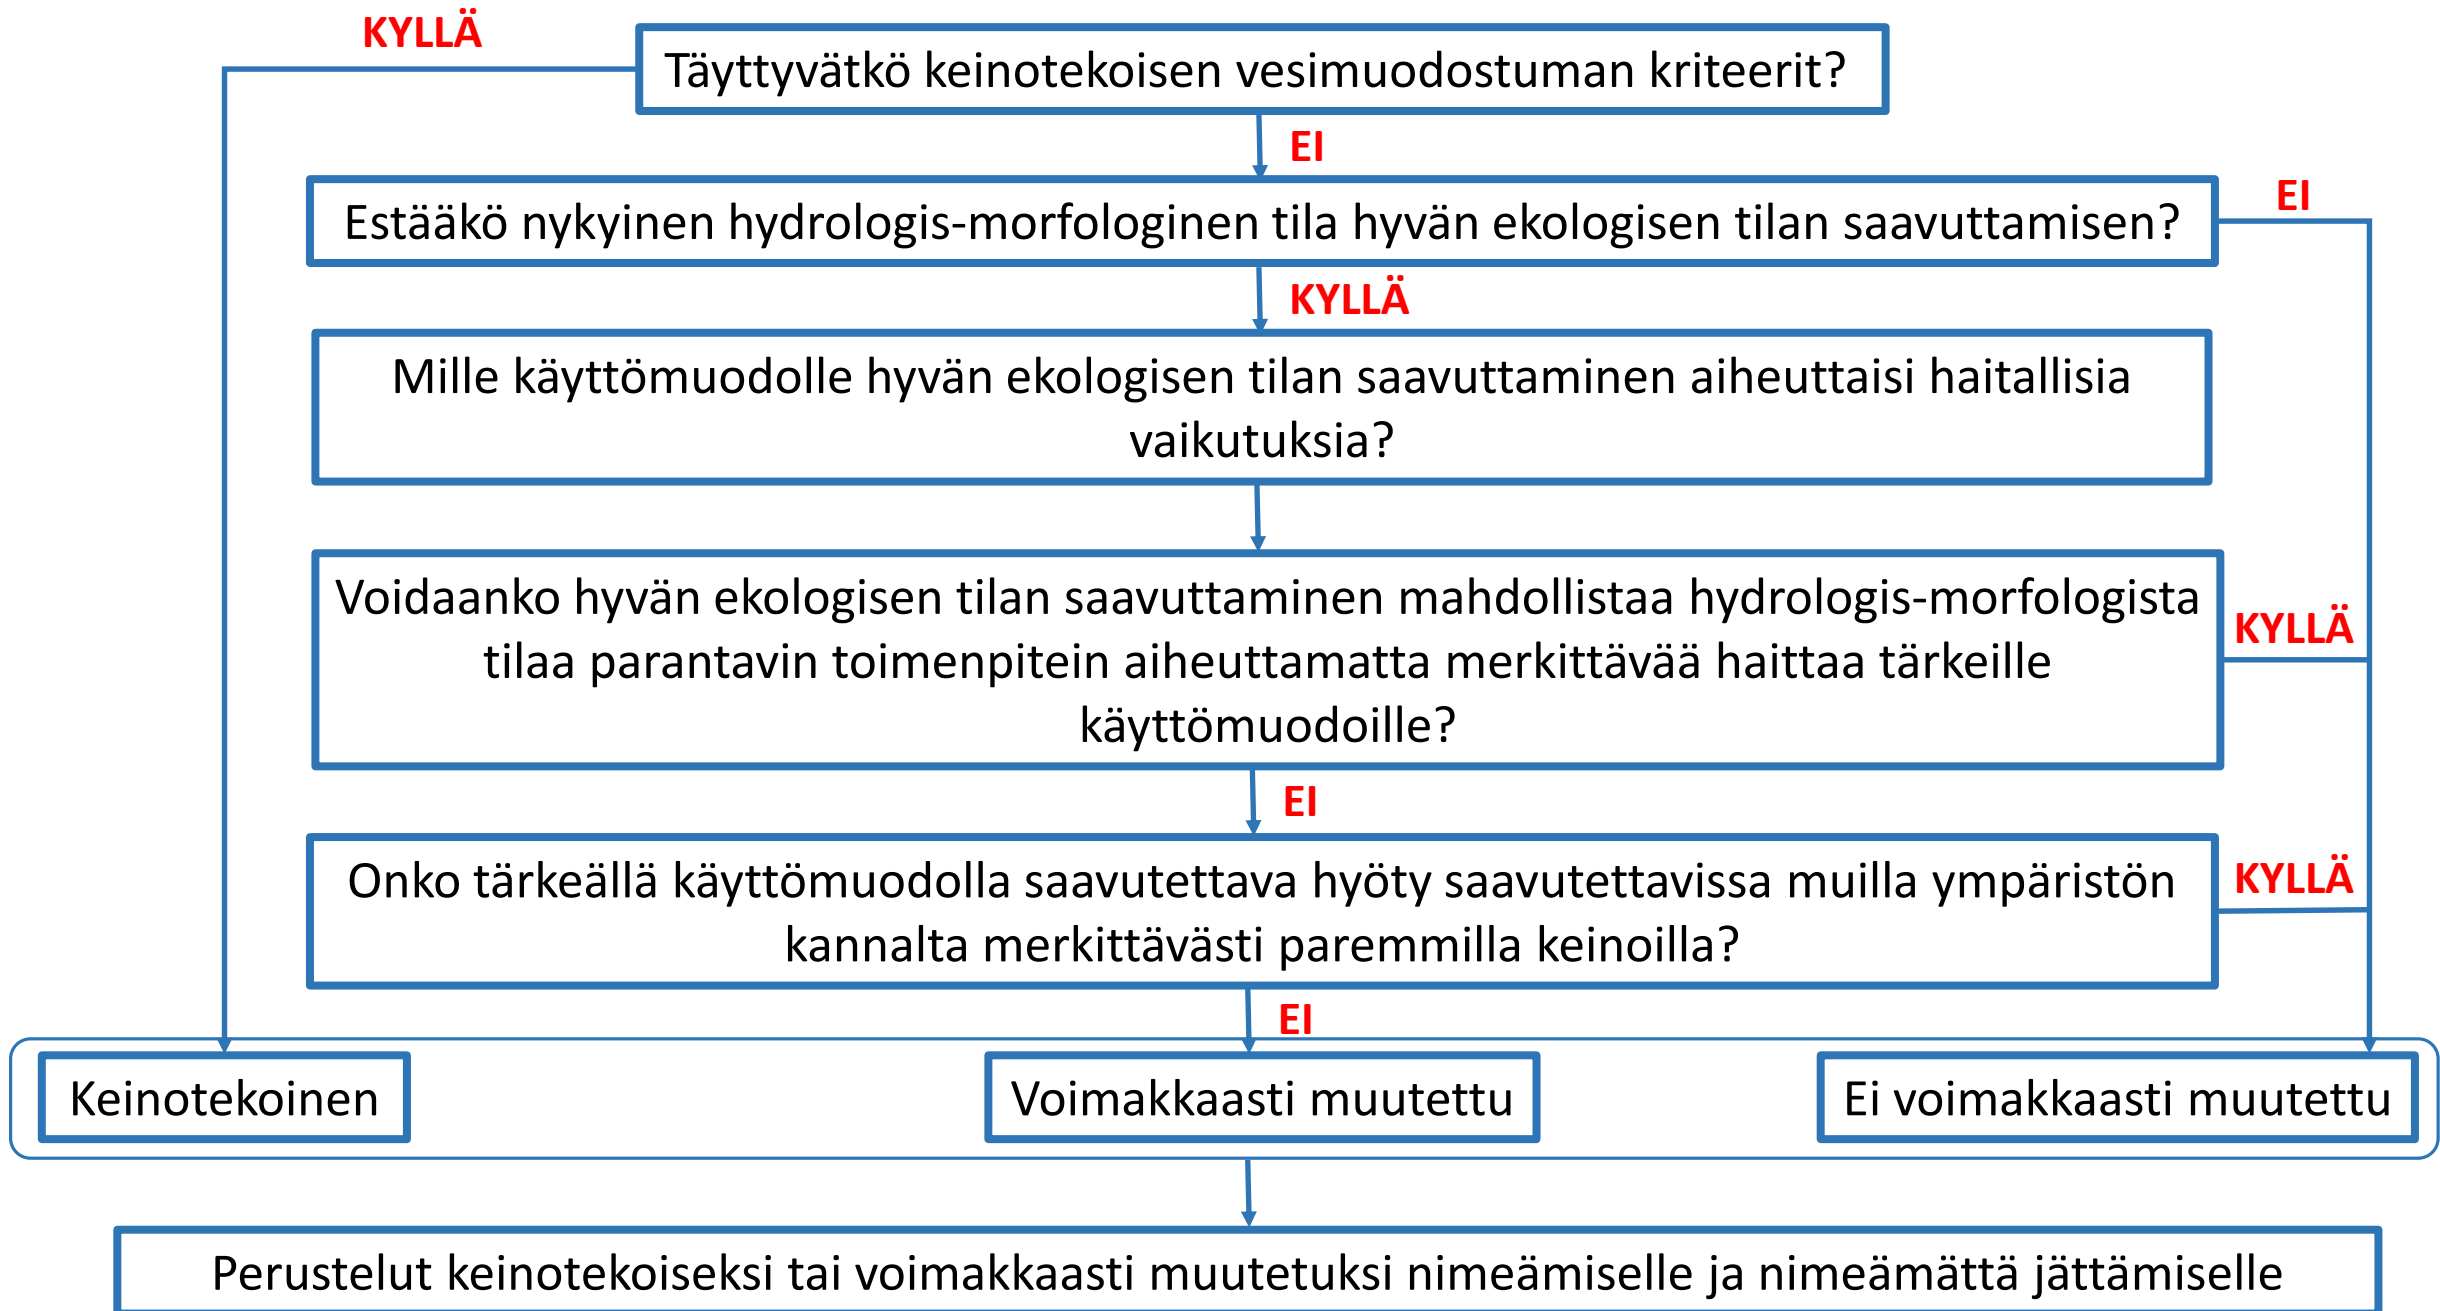 KYLLÄ
Täyttyvätkö keinotekoisen vesimuodostuman kriteerit?
EI
Estääkö nykyinen hydrologis-morfologinen tila hyvän ekologisen tilan saavuttamisen?
EI
KYLLÄ
Mille käyttömuodolle hyvän ekologisen tilan saavuttaminen aiheuttaisi haitallisia
vaikutuksia?
Voidaanko hyvän ekologisen tilan saavuttaminen mahdollistaa hydrologis-morfologista
tilaa parantavin toimenpitein aiheuttamatta merkittävää haittaa tärkeille
käyttömuodoille?
KYLLÄ
EI
Onko tärkeällä käyttömuodolla saavutettava hyöty saavutettavissa muilla ympäristön
kannalta merkittävästi paremmilla keinoilla?
KYLLÄ
EI
Keinotekoinen
Voimakkaasti muutettu
Ei voimakkaasti muutettu
Perustelut keinotekoiseksi tai voimakkaasti muutetuksi nimeämiselle ja nimeämättä jättämiselle